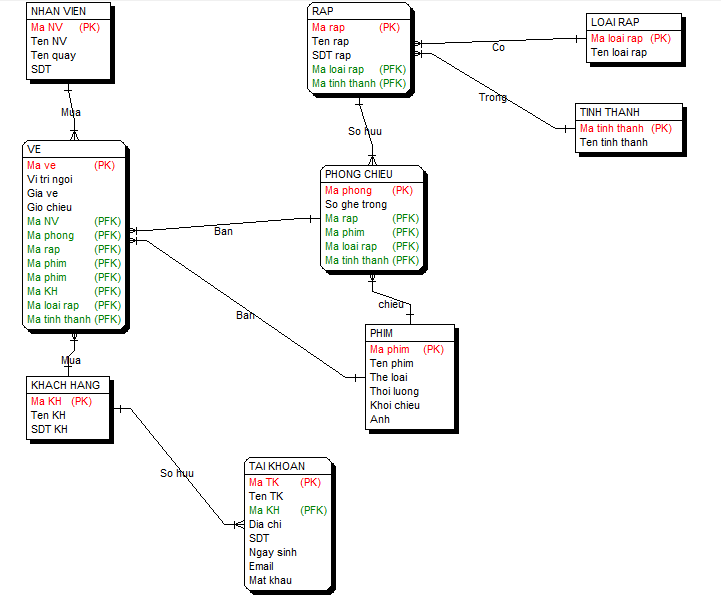 NHAN VIEN
Ma NV (PK)
Ten NV
Ten quay
SDT
RAP
Ma rap (PK)
Ten rap
SDT rap
Ma loai rap (PFK)
Ma tinh thanh (PFK)
LOAI RAP
Ma loai rap (PK)
Ten loai rap
Co
Trong
TINH THANH
Ma tinh thanh (PK)
Ten tinh thanh
Mua
So huu
VE
Ma ve (PK)
Vi tri ngoi
Gia ve
Gio chieu
Ma NV (PFK)
Ma phong (PFK)
Ma rap (PFK)
Ma phim (PFK)
Ma phim (PFK)
Ma KH (PFK)
Ma loai rap (PFK)
Ma tinh thanh (PFK)
PHONG CHIEU
Ma phong (PK)
So ghe trong
Ma rap (PFK)
Ma phim (PFK)
Ma loai rap (PFK)
Ma tinh thanh (PFK)
Ban
Ban
chieu
PHIM
Ma phim (PK)
Ten phim
The loai
Thoi luong
Khoi chieu
Anh
Mua
KHACH HANG
Ma KH (PK)
Ten KH
SDT KH
So huu
TAI KHOAN
Ma TK (PK)
Ten TK
Ma KH (PFK)
Dia chi
SDT
Ngay sinh
Email
Mat khau